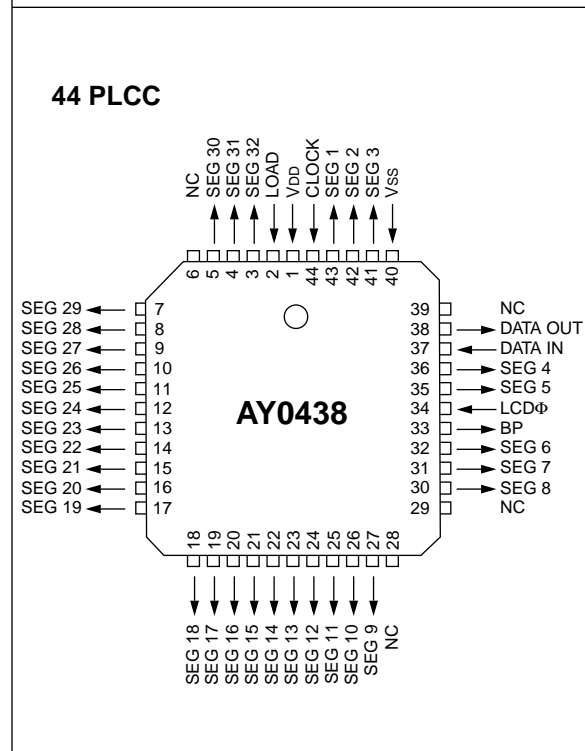 44 PLCC
NC
SEG 30
SEG 31
SEG 32
LOAD
VDD
CLOCK
SEG 1
SEG 2
SEG 3
VSS
6
5
4
3
2
1
44
43
42
41
40
SEG 29 7
SEG 28 8
SEG 27 9
SEG 26 10
SEG 25 11
SEG 24 12
SEG 23 13
SEG 22 14
SEG 21 15
SEG 20 16
SEG 19 17
AY0438
39 NC
38 DATA OUT
37 DATA IN
36 SEG 4
35 SEG 5
34 LCDΦ
33 BP
32 SEG 6
31 SEG 7
30 SEG 8
29 NC
18
19
20
21
22
23
24
25
26
27
28
SEG 18
SEG 17
SEG 16
SEG 15
SEG 14
SEG 13
SEG 12
SEG 11
SEG 10
SEG 9
NC